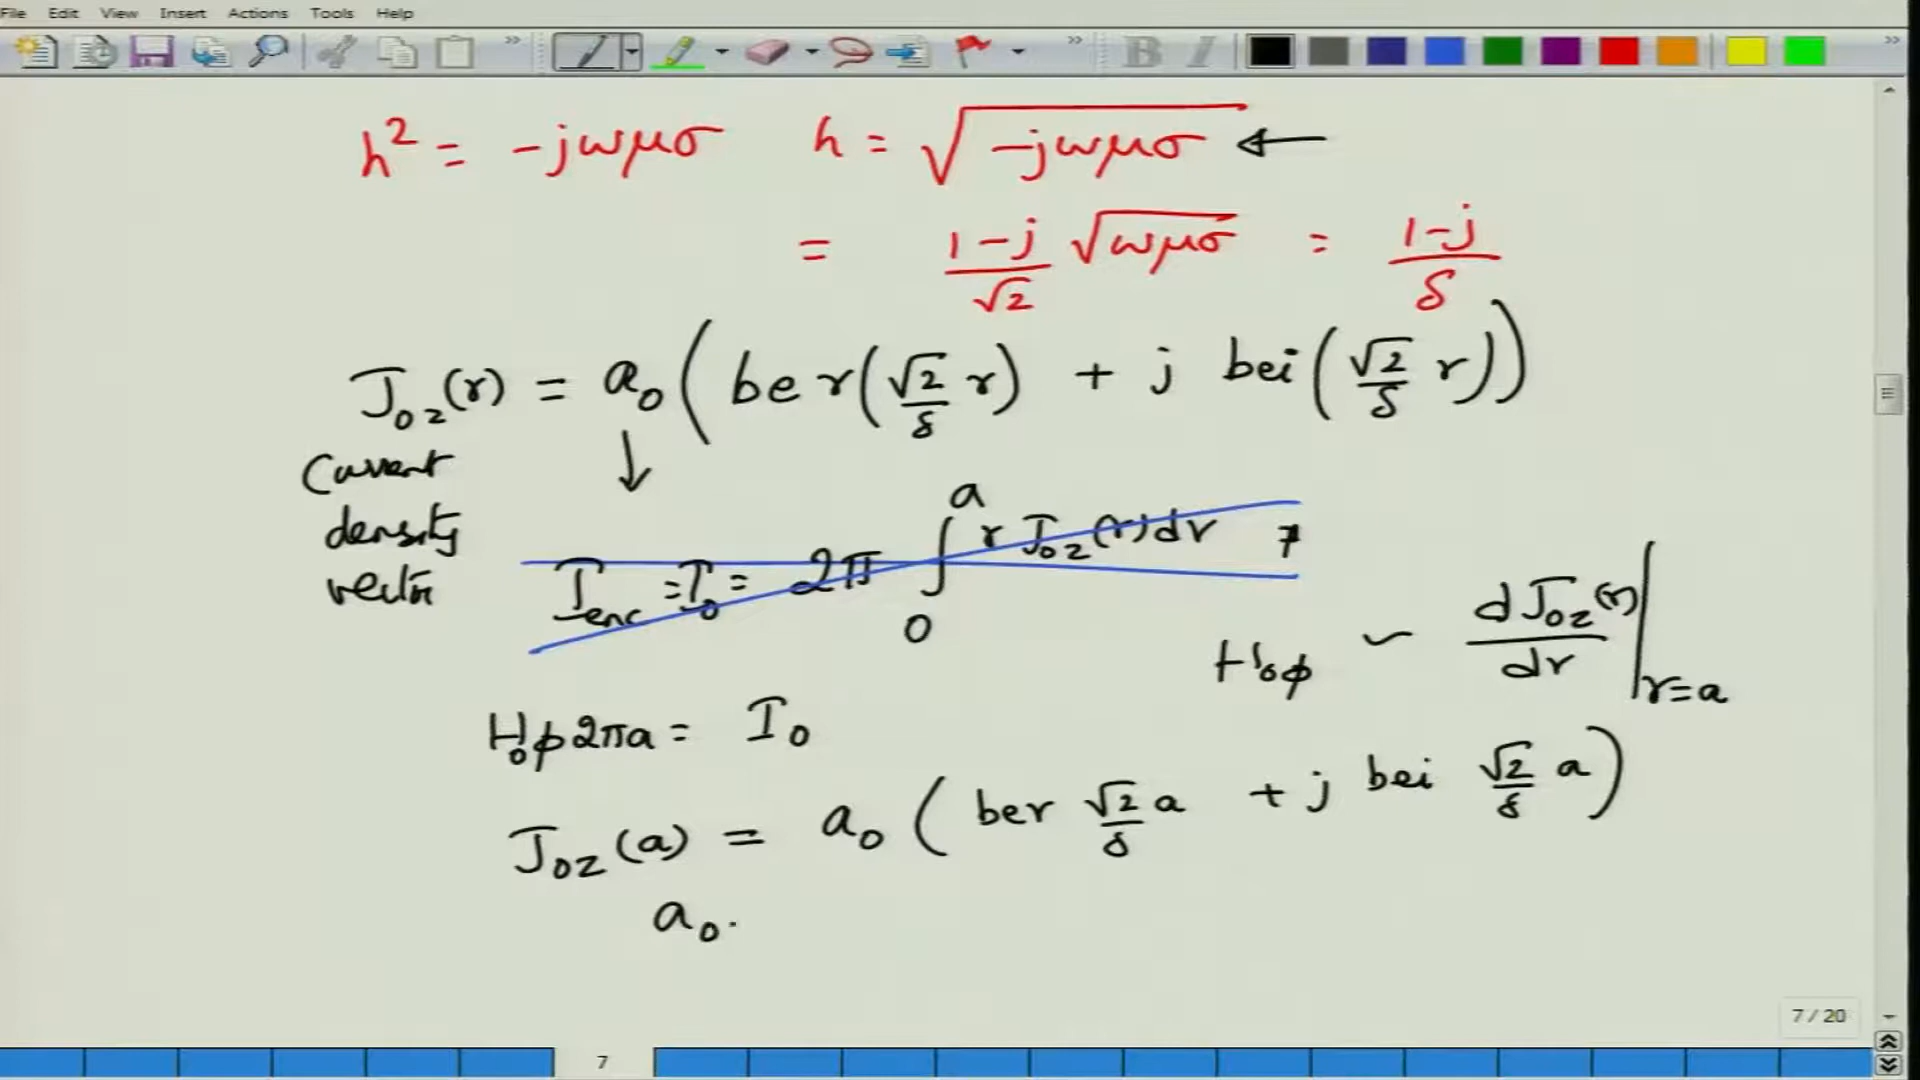 File Edit View Insert Actions Tools Help
B I
h² = -jωμσ h = √(-jωμσ) ←
= (1-j)/√2 √ωμσ = (1-j)/δ
J₀z(r) = a₀(ber(√2/δ r) + j bei(√2/δ r))
↓
Current
density
vector
I_enc = I₀ = 2π ∫₀ᵃ r J₀z(r) dr
H₀φ ~ dJ₀z(r)/dr |r=a
H₀φ 2πa = I₀
J₀z(a) = a₀(ber √2/δ a + j bei √2/δ a)
a₀.
7 / 20
7